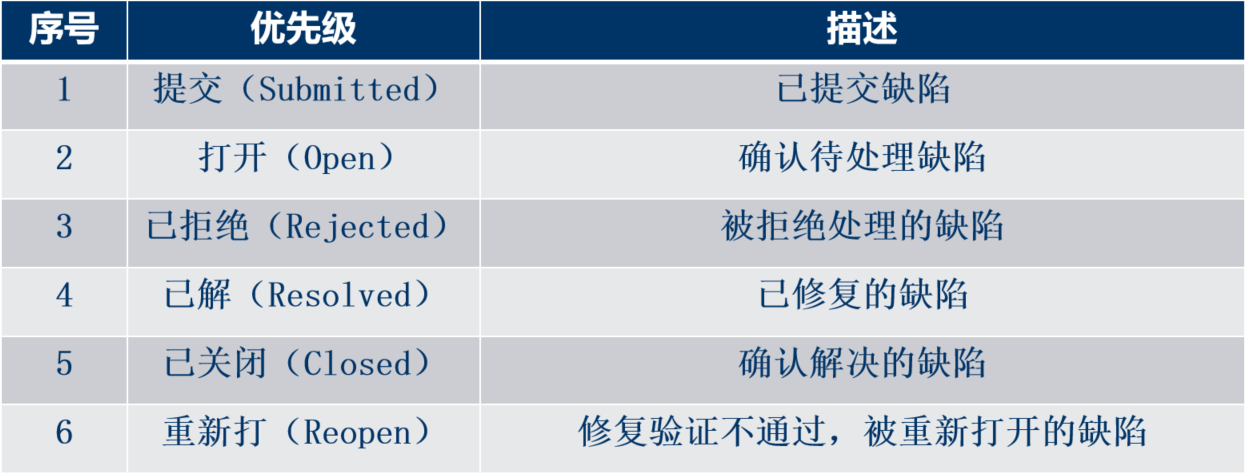 序号 优先级 描述
1 提交（Submitted） 已提交缺陷
2 打开（Open） 确认待处理缺陷
3 已拒绝（Rejected） 被拒绝处理的缺陷
4 已解（Resolved） 已修复的缺陷
5 已关闭（Closed） 确认解决的缺陷
6 重新打（Reopen） 修复验证不通过，被重新打开的缺陷